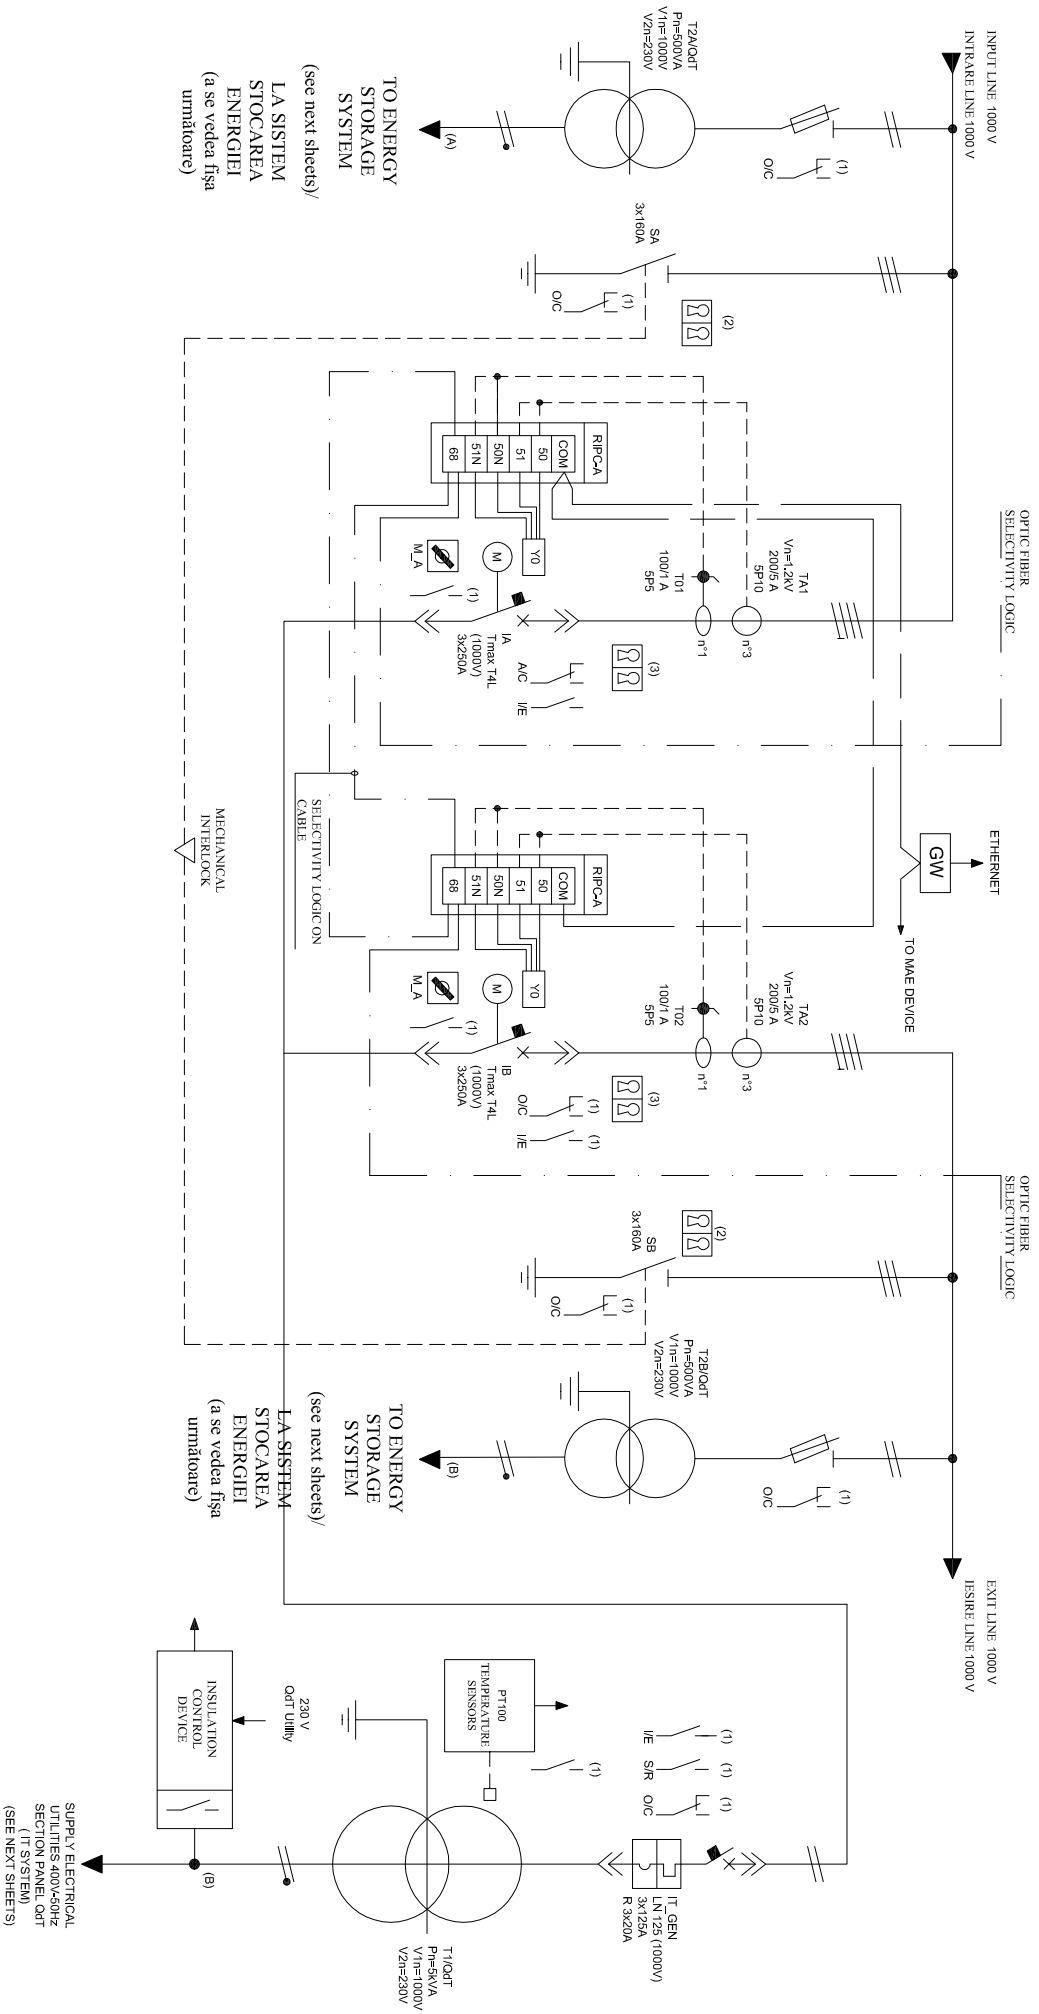 INPUT LINE 1000 V
INTRARE LINE 1000 V
T2A/QdT
Pn=500VA
V1n=1000V
V2n=230V
(1)
O/C
(A)
TO ENERGY
STORAGE
SYSTEM
(see next sheets)/
LA SISTEM
STOCAREA
ENERGIEI
(a se vedea fişa
următoare)
SA
3x160A
(1)
O/C
(2)
OPTIC FIBER
SELECTIVITY LOGIC
RIPC-A
COM
50
51
50N
51N
68
Y0
M
M_A
(1)
TA1
Vn=1.2kV
200/5 A
5P10
T01
100/1 A
5P5
n°3
n°1
IA
Tmax T4L
(1000V)
3x250A
(3)
A/C
I/E
ETHERNET
GW
TO MAE DEVICE
SELECTIVITY LOGIC ON
CABLE
MECHANICAL
INTERLOCK
RIPC-A
COM
50
51
50N
51N
68
Y0
M
M_A
(1)
TA2
Vn=1.2kV
200/5 A
5P10
T02
100/1 A
5P5
n°3
n°1
IB
Tmax T4L
(1000V)
3x250A
(3)
(1)
O/C
(1)
I/E
OPTIC FIBER
SELECTIVITY LOGIC
(2)
SB
3x160A
(1)
O/C
T2B/QdT
Pn=500VA
V1n=1000V
V2n=230V
(1)
O/C
(B)
TO ENERGY
STORAGE
SYSTEM
(see next sheets)/
LA SISTEM
STOCAREA
ENERGIEI
(a se vedea fişa
următoare)
EXIT LINE 1000 V
IESIRE LINE 1000 V
(1)
I/E
(1)
S/R
(1)
O/C
IT_GEN
LN 125 (1000V)
3x125A
R 3x20A
PT100
TEMPERATURE
SENSORS
(1)
230 V
QdT Utility
INSULATION
CONTROL
DEVICE
T1/QdT
Pn=5kVA
V1n=1000V
V2n=230V
(B)
SUPPLY ELECTRICAL
UTILITIES 400V-50Hz
SECTION PANEL QdT
( IT SYSTEM)
(SEE NEXT SHEETS)